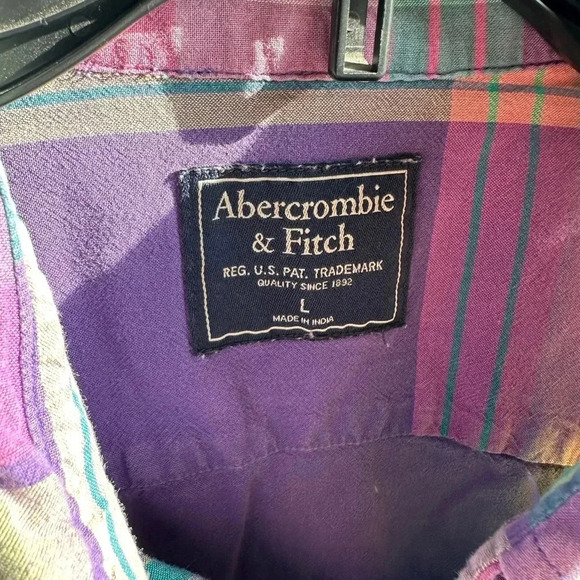 Abercrombie
& Fitch
REG. U.S. PAT. TRADEMARK
QUALITY SINCE 1892
L
MADE IN INDIA